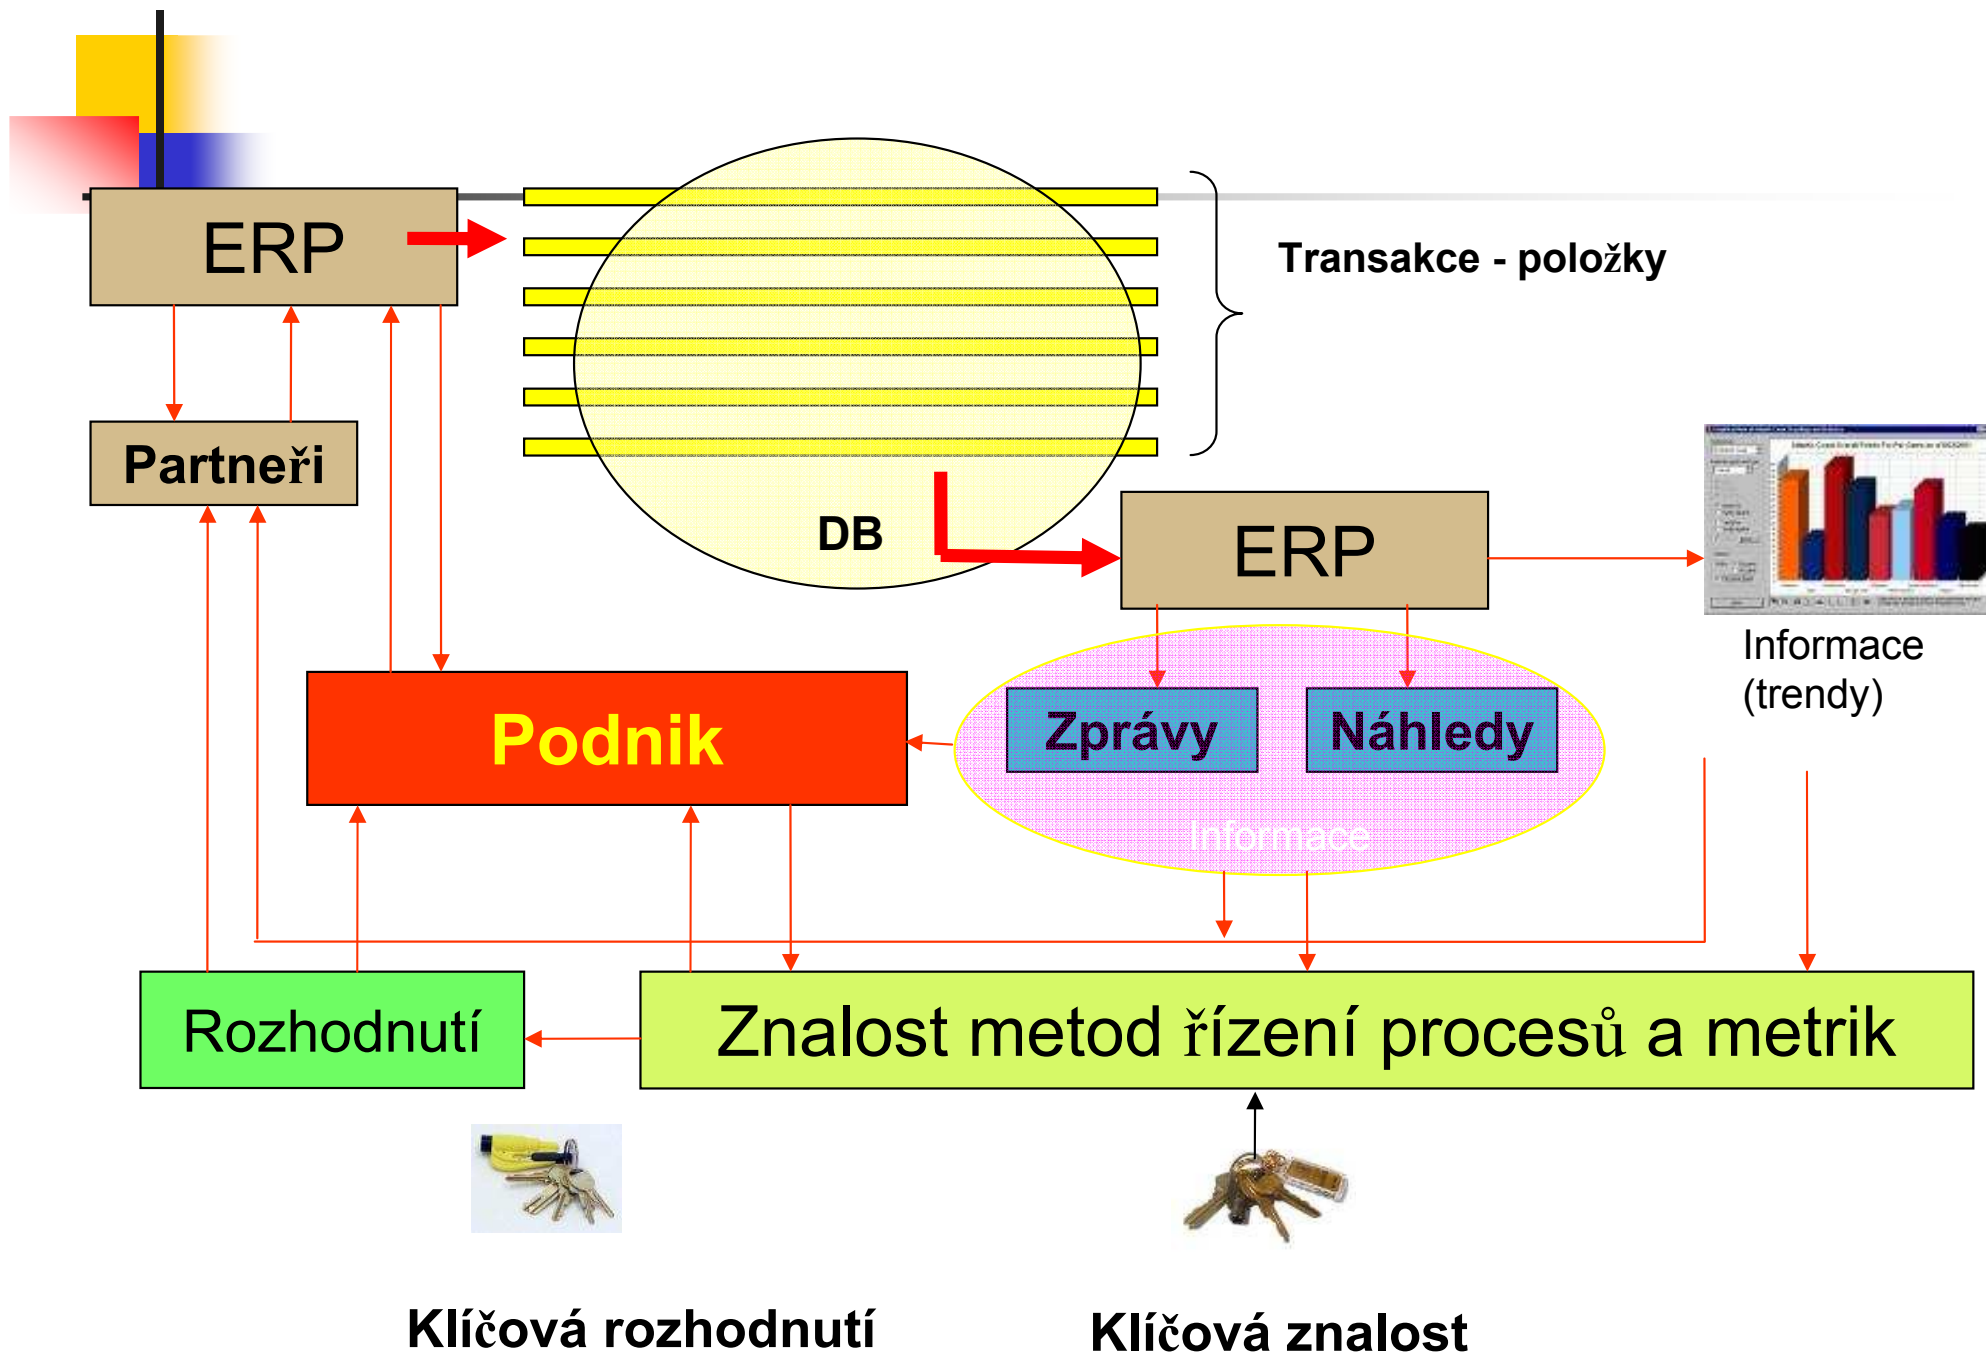 ERP
Transakce - položky
Partneři
DB
ERP
Informace
(trendy)
Podnik
Zprávy
Náhledy
Informace
Rozhodnutí
Znalost metod řízení procesů a metrik
Klíčová rozhodnutí
Klíčová znalost